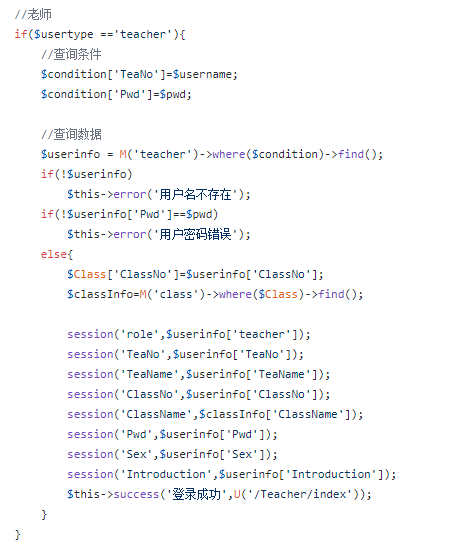 //老师
if($usertype =='teacher'){
//查询条件
$condition['TeaNo']=$username;
$condition['Pwd']=$pwd;
//查询数据
$userinfo = M('teacher')->where($condition)->find();
if(!$userinfo)
$this->error('用户名不存在');
if(!$userinfo['Pwd']==$pwd)
$this->error('用户密码错误');
else{
$Class['ClassNo']=$userinfo['ClassNo'];
$classInfo=M('class')->where($Class)->find();
session('role',$userinfo['teacher']);
session('TeaNo',$userinfo['TeaNo']);
session('TeaName',$userinfo['TeaName']);
session('ClassNo',$userinfo['ClassNo']);
session('ClassName',$classInfo['ClassName']);
session('Pwd',$userinfo['Pwd']);
session('Sex',$userinfo['Sex']);
session('Introduction',$userinfo['Introduction']);
$this->success('登录成功',U('/Teacher/index'));
}
}